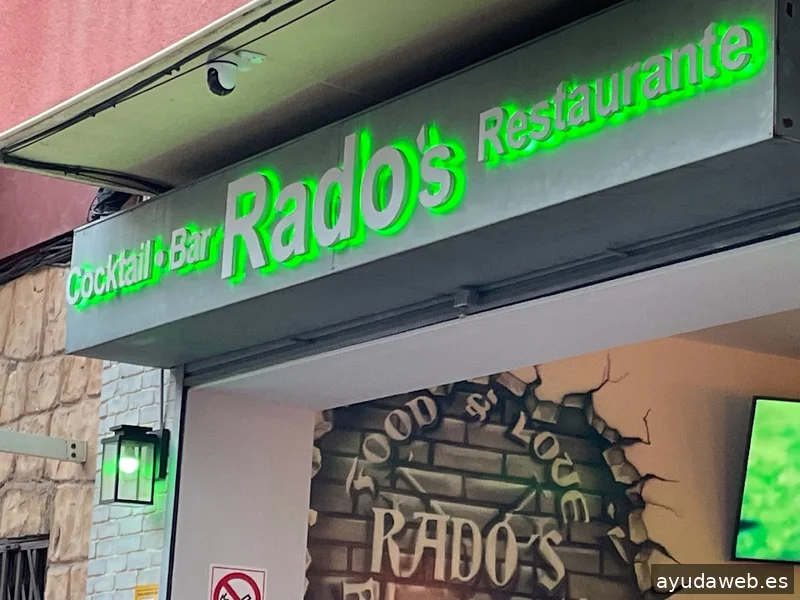 Cocktail • Bar Rado's Restaurante
FOOD & LOVE
RADO'S
ayudaweb.es